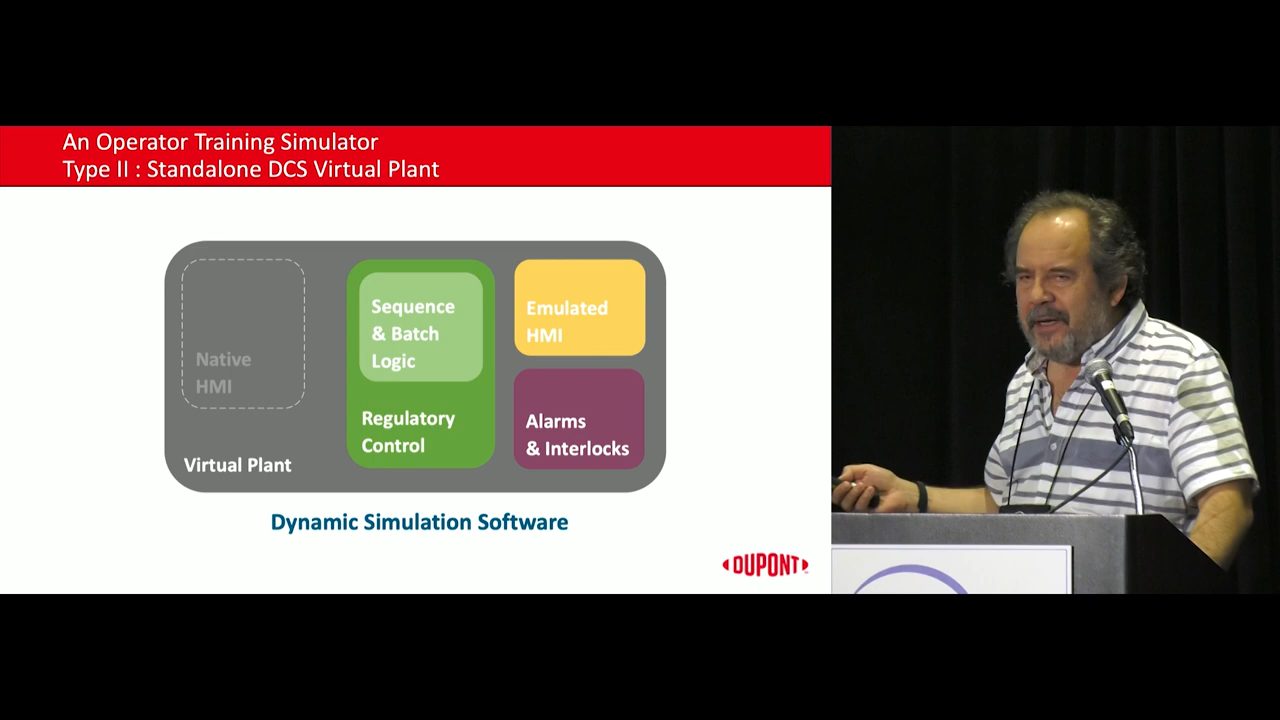 An Operator Training Simulator
Type II : Standalone DCS Virtual Plant
Native
HMI
Virtual Plant
Sequence
& Batch
Logic
Regulatory
Control
Emulated
HMI
Alarms
& Interlocks
Dynamic Simulation Software
DUPONT